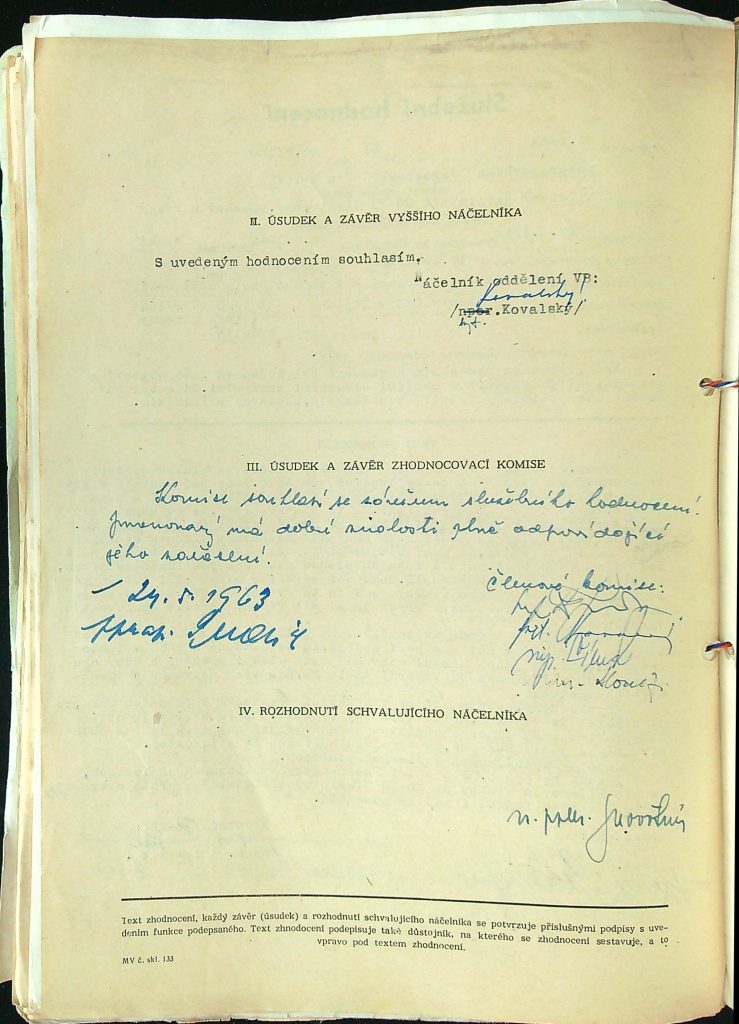 II. ÚSUDEK A ZÁVĚR VYŠŠÍHO NÁČELNÍKA
S uvedeným hodnocením souhlasím.
Náčelník oddělení VB:
/npor.Kovalský/
kpt.
III. ÚSUDEK A ZÁVĚR ZHODNOCOVACÍ KOMISE
Komise souhlasí se závěrem služebního hodnocení.
Jmenovaný má dobré znalosti plně odpovídající
jeho zařazení.
24. 5. 1963
Členové komise:
IV. ROZHODNUTÍ SCHVALUJÍCÍHO NÁČELNÍKA
Text zhodnocení, každý závěr (úsudek) a rozhodnutí schvalujícího náčelníka se potvrzuje příslušnými podpisy s uve-
dením funkce podepsaného. Text zhnodocení podepisuje také důstojník, na kterého se zhodnocení sestavuje, a to
vpravo pod textem zhodnocení.
MV č. skl. 133